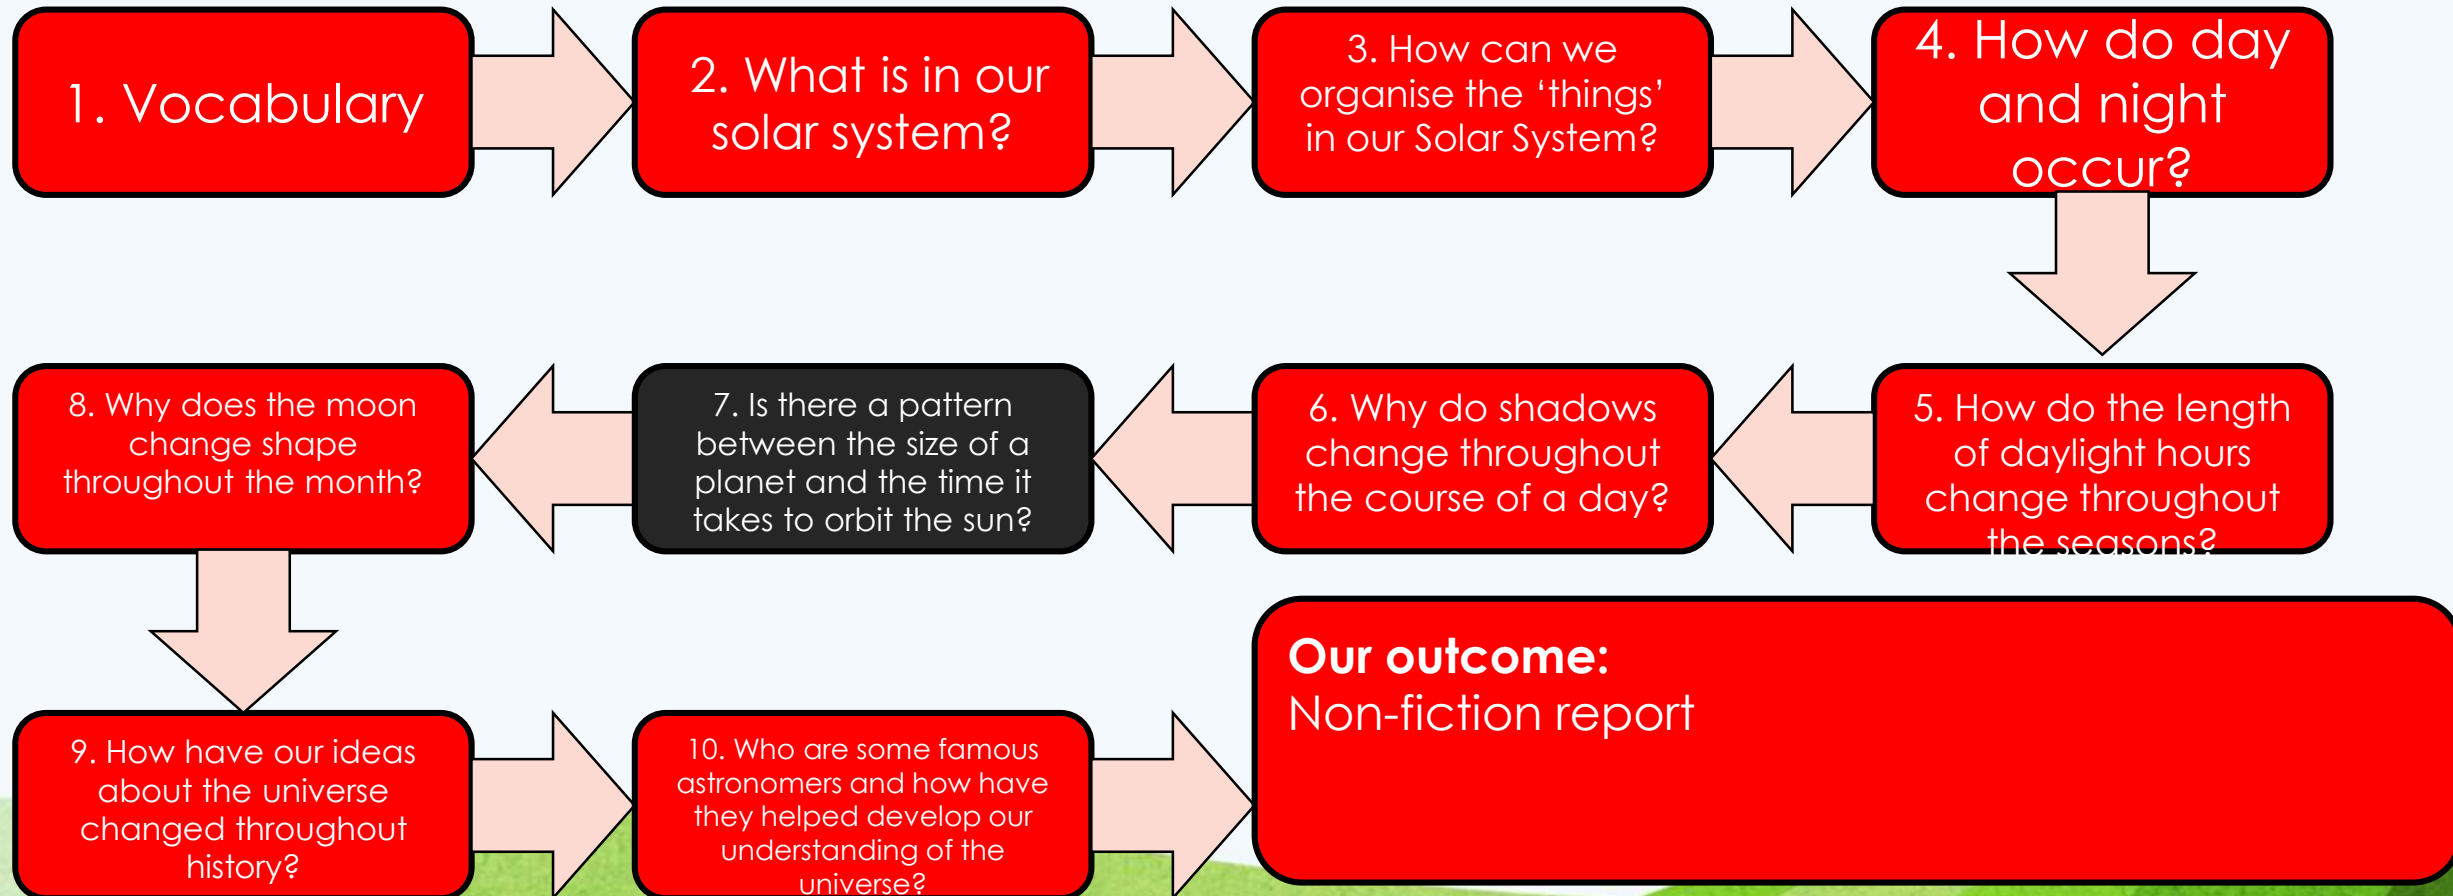 1. Vocabulary
2. What is in our
solar system?
3. How can we
organise the ‘things’
in our Solar System?
4. How do day
and night
occur?
5. How do the length
of daylight hours
change throughout
the seasons?
6. Why do shadows
change throughout
the course of a day?
7. Is there a pattern
between the size of a
planet and the time it
takes to orbit the sun?
8. Why does the moon
change shape
throughout the month?
9. How have our ideas
about the universe
changed throughout
history?
10. Who are some famous
astronomers and how have
they helped develop our
understanding of the
universe?
Our outcome:
Non-fiction report